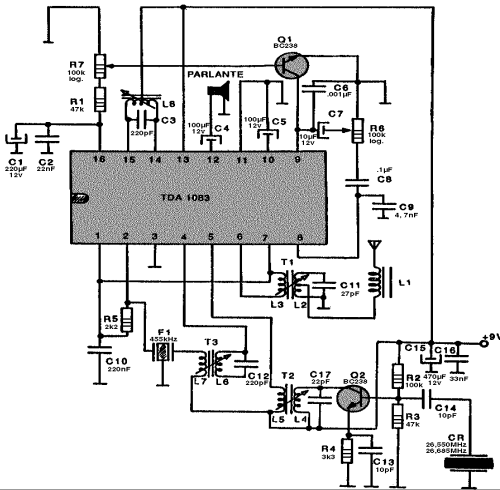 Q1
BC238
R7
100k
log.
PARLANTE
C6
.001µF
L8
R1
47k
C3
220pF
100µF
12v
C4
100µF
12v
C5
C7
10µF
12v
R6
100k
log.
C1
220µF
12V
C2
22nF
.1µF
C8
16
15
14
13
12
11
10
9
TDA 1083
C9
4,7nF
1
2
3
4
5
6
7
8
T1
L3
L2
C11
27pF
L1
R5
2k2
F1
455kHz
T3
C10
220nF
L7
L6
C12
220pF
T2
C17
22pF
Q2
BC238
L5
L4
C15
470µF
12V
C16
33nF
+9V
R2
100k
C14
10pF
R3
47k
CR
26,550MHz
26,685MHz
R4
3k3
C13
10pF